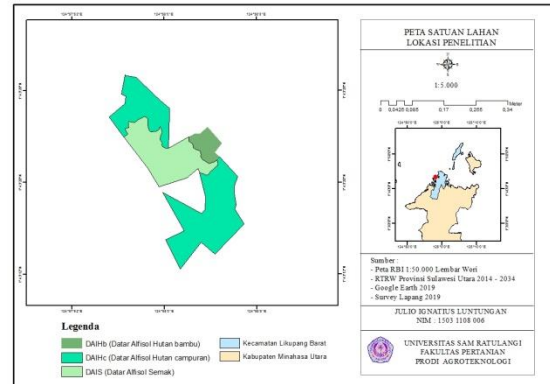 PETA SATUAN LAHAN
LOKASI PENELITIAN
1:5.000
0 0,0425 0,085 0,17 0,255 0,34
Meter
Sumber :
- Peta RBI 1:50.000 Lembar Wori
- RTRW Provinsi Sulawesi Utara 2014 - 2034
- Google Earth 2019
- Survey Lapang 2019
JULIO IGNATIUS LUNTUNGAN
NIM : 1503 1108 006
UNIVERSITAS SAM RATULANGI
FAKULTAS PERTANIAN
PRODI AGROTEKNOLOGI
Legenda
DAIHb (Datar Alfisol Hutan bambu)
DAIHc (Datar Alfisol Hutan campuran)
DAIS (Datar Alfisol Semak)
Kecamatan Likupang Barat
Kabupaten Minahasa Utara